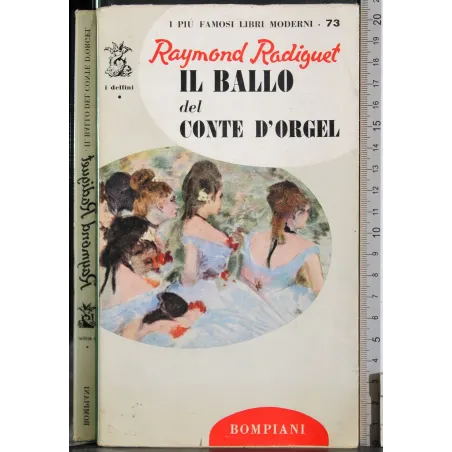 I PIÙ FAMOSI LIBRI MODERNI - 73
Raymond Radiguet
IL BALLO
del
CONTE D'ORGEL
i delfini
BOMPIANI
IL BALLO DEL CONTE D'ORGEL
Raymond Radiguet
BOMPIANI